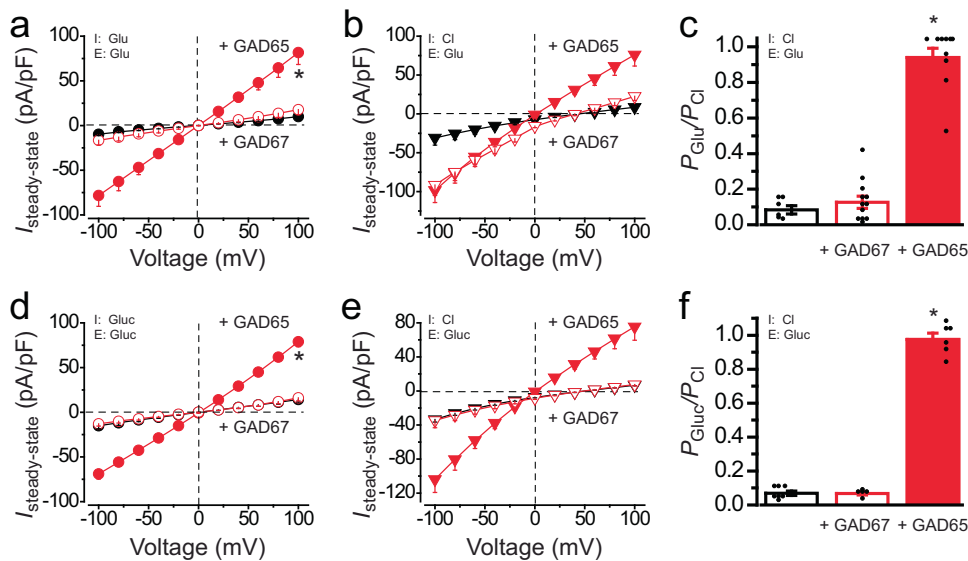 a
I: Glu
E: Glu
+ GAD65
*
+ GAD67
100
50
0
-50
-100
I steady-state (pA/pF)
-100 -50 0 50 100
Voltage (mV)
b
I: Cl
E: Glu
+ GAD65
+ GAD67
100
50
0
-50
-100
I steady-state (pA/pF)
-100 -50 0 50 100
Voltage (mV)
c
I: Cl
E: Glu
*
1.0
0.8
0.6
0.4
0.2
0.0
PGlu/PCl
+ GAD67 + GAD65
d
I: Gluc
E: Gluc
+ GAD65
*
+ GAD67
100
50
0
-50
-100
I steady-state (pA/pF)
-100 -50 0 50 100
Voltage (mV)
e
I: Cl
E: Gluc
+ GAD65
+ GAD67
80
40
0
-40
-80
-120
I steady-state (pA/pF)
-100 -50 0 50 100
Voltage (mV)
f
I: Cl
E: Gluc
*
1.0
0.8
0.6
0.4
0.2
0.0
PGluc/PCl
+ GAD67 + GAD65